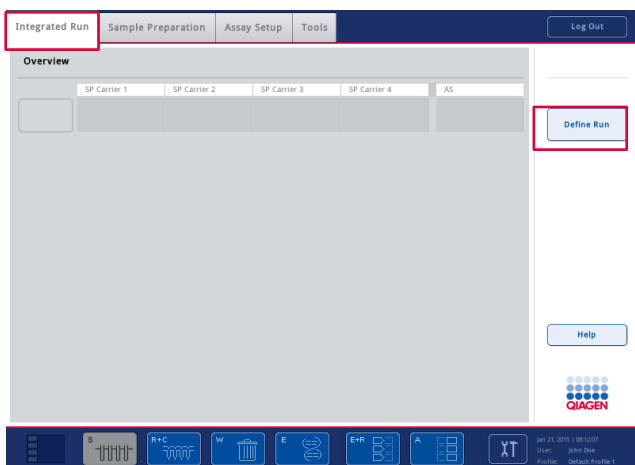 Integrated Run Sample Preparation Assay Setup Tools Log Out
Overview
SP Carrier 1 SP Carrier 2 SP Carrier 3 SP Carrier 4 AS
Define Run
Help
QIAGEN
S R+C W E E+R A
Jan 21, 2015 | 08:12:07
User: John Doe
Profile: Default Profile 1